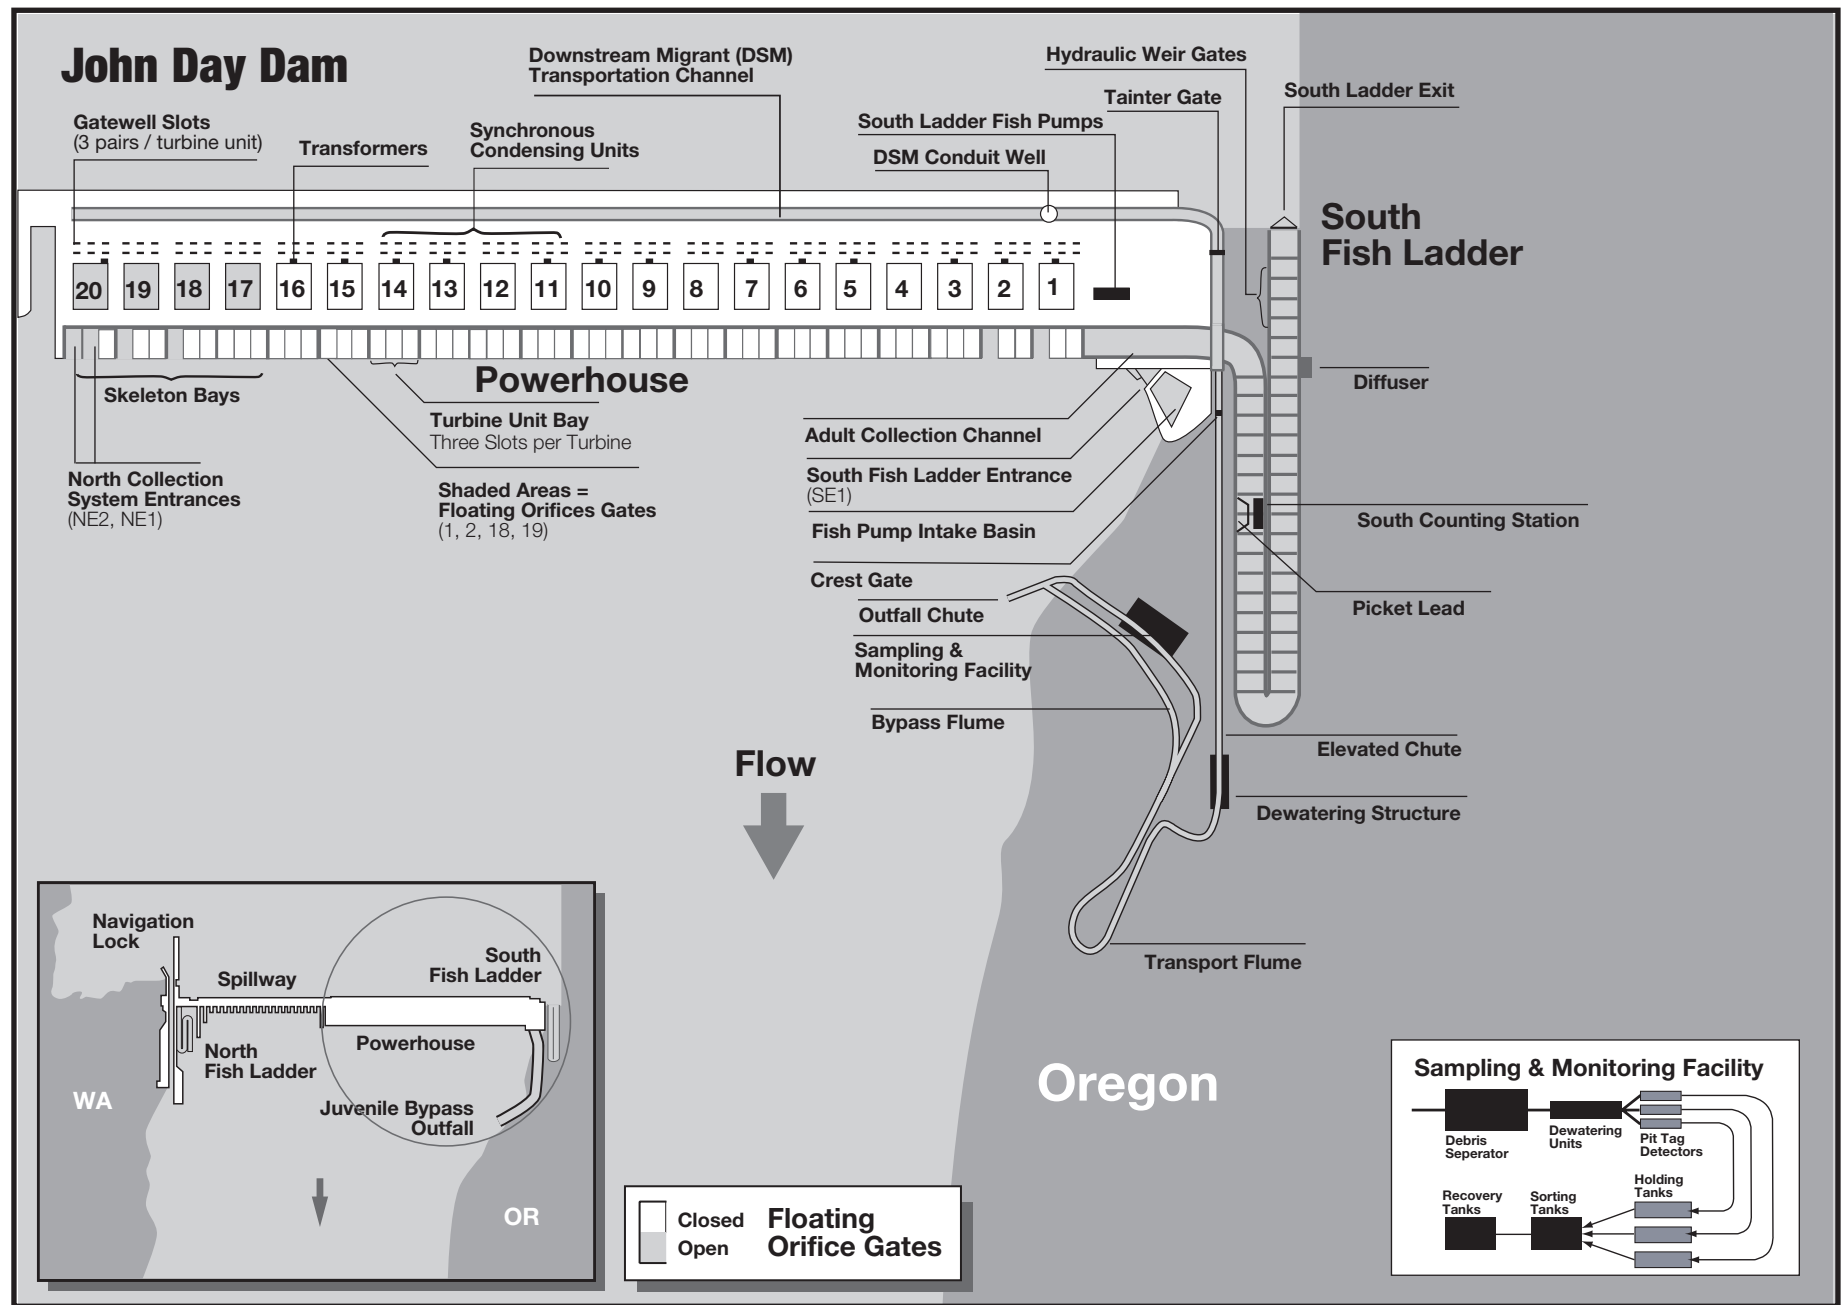 John Day Dam
Downstream Migrant (DSM)
Transportation Channel
Hydraulic Weir Gates
Tainter Gate
South Ladder Exit
Gatewell Slots
(3 pairs / turbine unit)
Transformers
Synchronous
Condensing Units
South Ladder Fish Pumps
DSM Conduit Well
South
Fish Ladder
20 19 18 17 16 15 14 13 12 11 10 9 8 7 6 5 4 3 2 1
Skeleton Bays
Powerhouse
Turbine Unit Bay
Three Slots per Turbine
North Collection
System Entrances
(NE2, NE1)
Shaded Areas =
Floating Orifices Gates
(1, 2, 18, 19)
Adult Collection Channel
South Fish Ladder Entrance
(SE1)
Fish Pump Intake Basin
Crest Gate
Outfall Chute
Sampling &
Monitoring Facility
Bypass Flume
Diffuser
South Counting Station
Picket Lead
Elevated Chute
Dewatering Structure
Transport Flume
Flow
Oregon
Navigation
Lock
Spillway
South
Fish Ladder
North
Fish Ladder
Powerhouse
WA
Juvenile Bypass
Outfall
OR
Closed
Open
Floating
Orifice Gates
Sampling & Monitoring Facility
Debris
Seperator
Dewatering
Units
Pit Tag
Detectors
Recovery
Tanks
Sorting
Tanks
Holding
Tanks